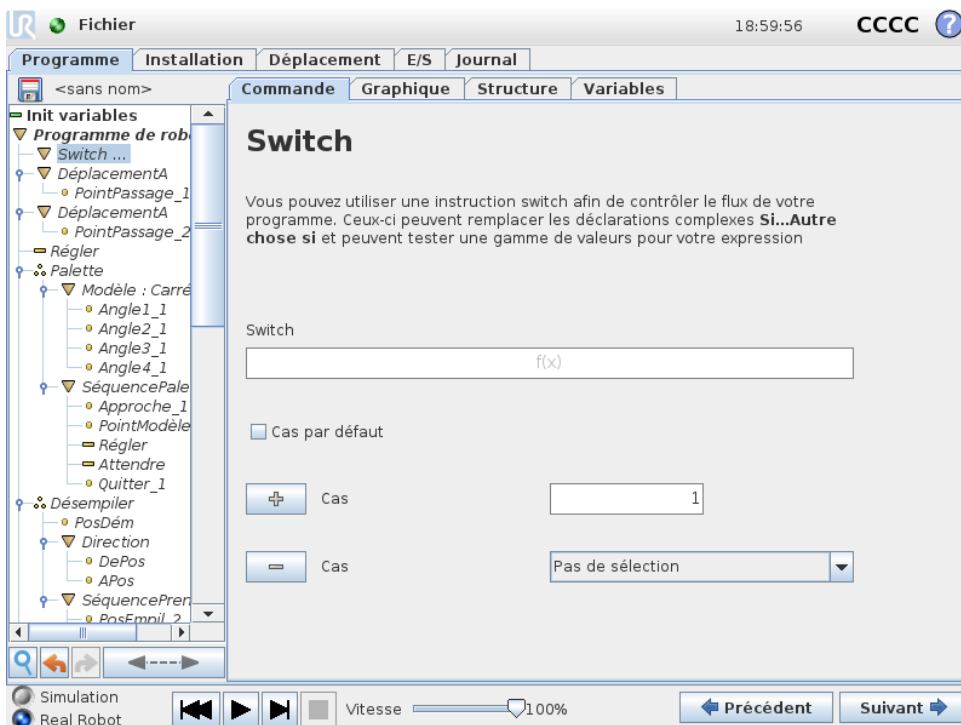 UR Fichier 18:59:56 CCCC ?
Programme Installation Déplacement E/S Journal
<sans nom> Commande Graphique Structure Variables
Init variables
Programme de rob
Switch ...
DéplacementA
PointPassage_1
DéplacementA
PointPassage_2
Régler
Palette
Modèle : Carré
Angle1_1
Angle2_1
Angle3_1
Angle4_1
SéquencePale
Approche_1
PointModèle
Régler
Attendre
Quitter_1
Désempiler
PosDém
Direction
DePos
APos
SéquencePren
PosEmpil_2
Switch
Vous pouvez utiliser une instruction switch afin de contrôler le flux de votre
programme. Ceux-ci peuvent remplacer les déclarations complexes Si...Autre
chose si et peuvent tester une gamme de valeurs pour votre expression
Switch
f(x)
Cas par défaut
Cas 1
Cas Pas de sélection
Simulation
Real Robot
Vitesse 100%
Précédent Suivant